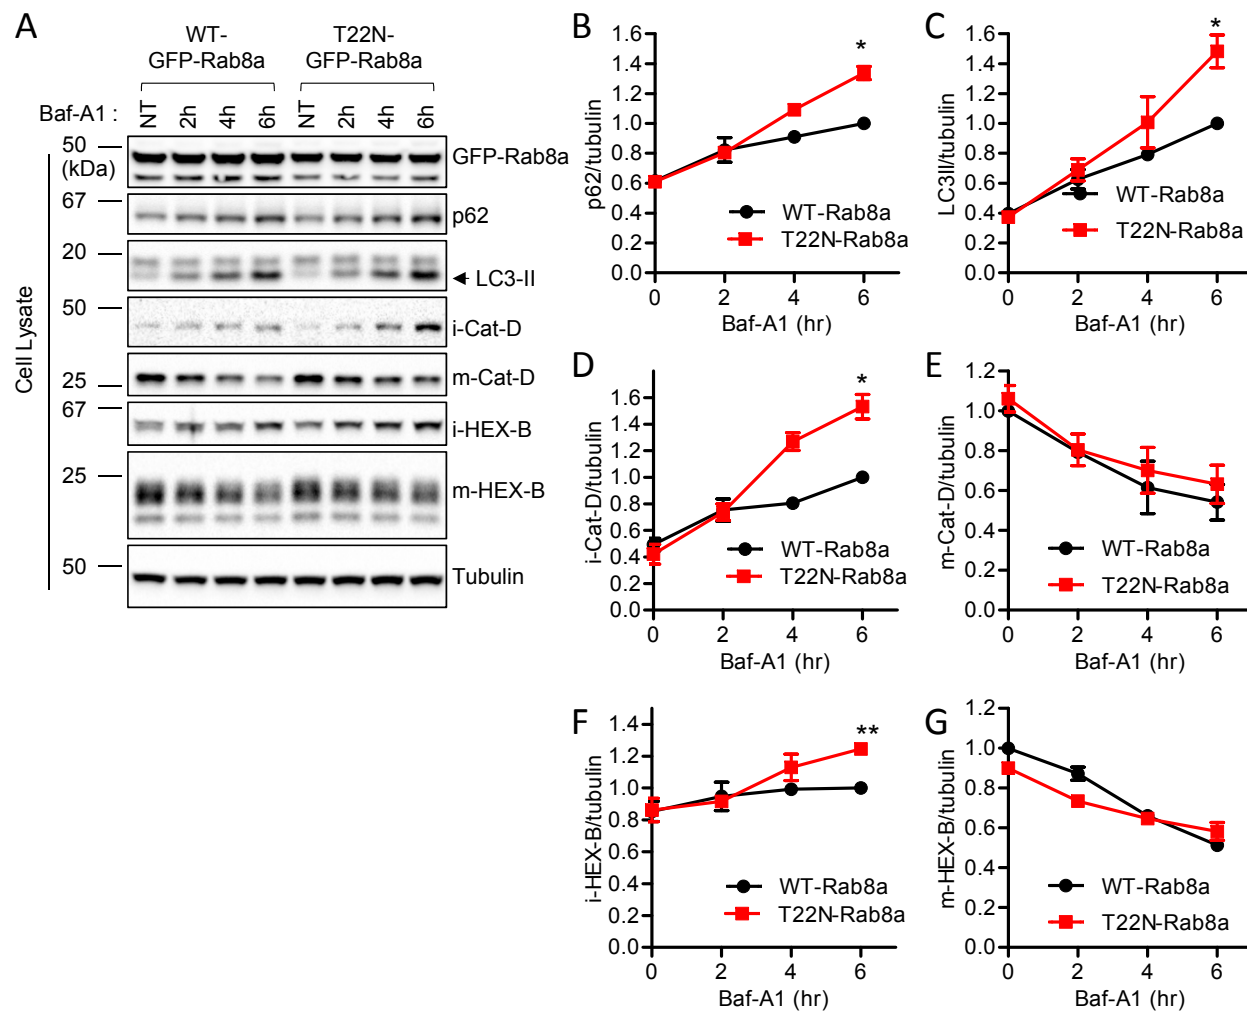 A
WT-
GFP-Rab8a
T22N-
GFP-Rab8a
Baf-A1 :
NT
2h
4h
6h
NT
2h
4h
6h
Cell Lysate
50
(kDa)
GFP-Rab8a
67
p62
20
LC3-II
50
i-Cat-D
25
m-Cat-D
67
i-HEX-B
25
m-HEX-B
50
Tubulin
B
p62/tubulin
1.6
1.4
1.2
1.0
0.8
0.6
0.4
0.2
0.0
*
WT-Rab8a
T22N-Rab8a
0 2 4 6
Baf-A1 (hr)
C
LC3II/tubulin
1.6
1.4
1.2
1.0
0.8
0.6
0.4
0.2
0.0
*
WT-Rab8a
T22N-Rab8a
0 2 4 6
Baf-A1 (hr)
D
i-Cat-D/tubulin
1.6
1.4
1.2
1.0
0.8
0.6
0.4
0.2
0.0
*
WT-Rab8a
T22N-Rab8a
0 2 4 6
Baf-A1 (hr)
E
m-Cat-D/tubulin
1.2
1.0
0.8
0.6
0.4
0.2
0.0
WT-Rab8a
T22N-Rab8a
0 2 4 6
Baf-A1 (hr)
F
i-HEX-B/tubulin
1.4
1.2
1.0
0.8
0.6
0.4
0.2
0.0
**
WT-Rab8a
T22N-Rab8a
0 2 4 6
Baf-A1 (hr)
G
m-HEX-B/tubulin
1.2
1.0
0.8
0.6
0.4
0.2
0.0
WT-Rab8a
T22N-Rab8a
0 2 4 6
Baf-A1 (hr)